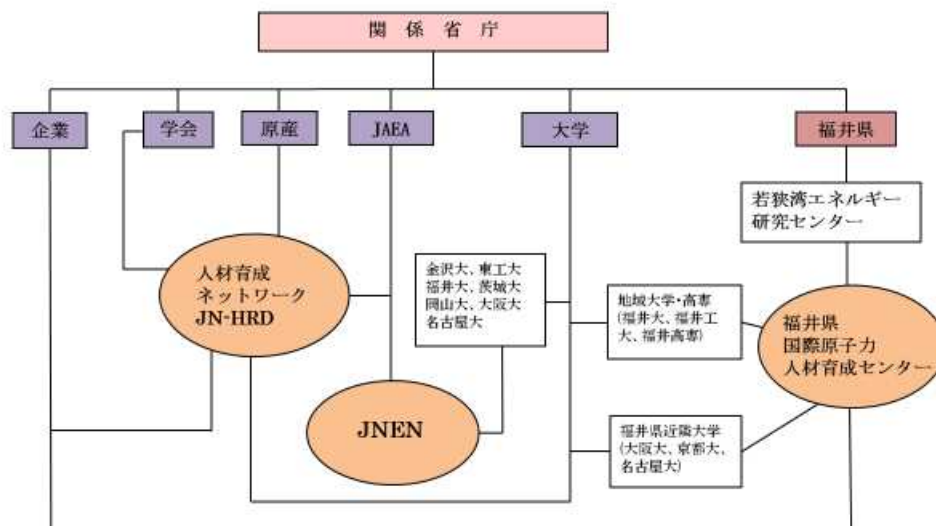 関 係 省 庁
企業
学会
原産
JAEA
大学
福井県
若狭湾エネルギー
研究センター
人材育成
ネットワーク
JN-HRD
金沢大、東工大
福井大、茨城大
岡山大、大阪大
名古屋大
地域大学・高専
(福井大、福井工
大、福井高専)
福井県
国際原子力
人材育成センター
JNEN
福井県近隣大学
(大阪大、京都大、
名古屋大)